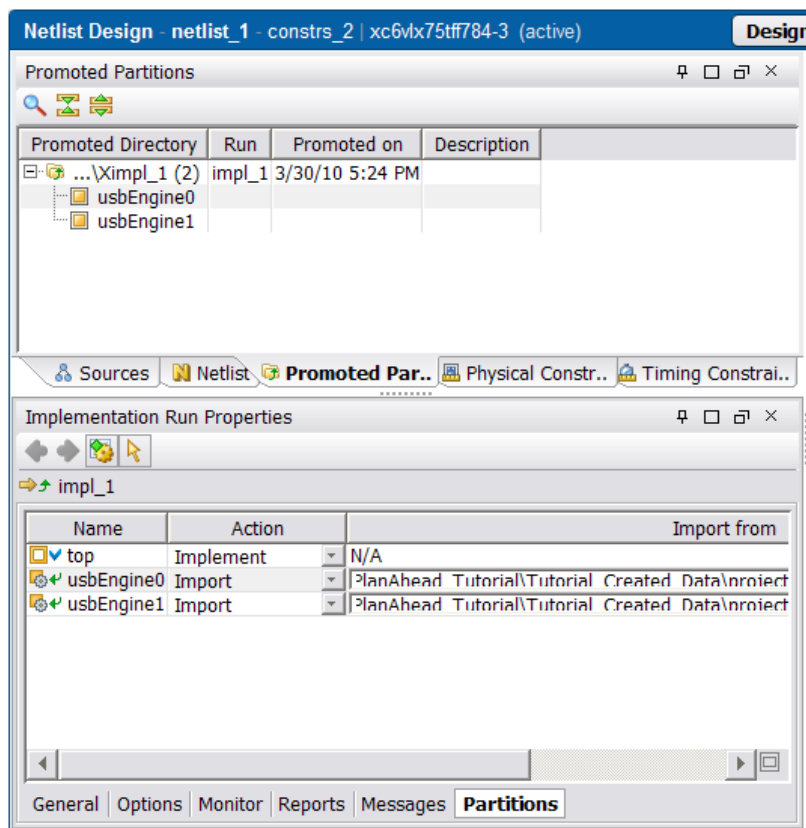 Netlist Design - netlist_1 - constrs_2 | xc6vlx75tff784-3 (active) Design
Promoted Partitions
Promoted Directory Run Promoted on Description
...\Ximpl_1 (2) impl_1 3/30/10 5:24 PM
usbEngine0
usbEngine1
Sources Netlist Promoted Par.. Physical Constr.. Timing Constrai..
Implementation Run Properties
impl_1
Name Action Import from
top Implement N/A
usbEngine0 Import PlanAhead_Tutorial\Tutorial_Created_Data\project
usbEngine1 Import PlanAhead_Tutorial\Tutorial_Created_Data\project
General Options Monitor Reports Messages Partitions